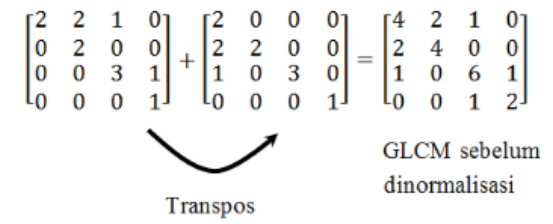 [2 2 1 0] [2 0 0 0] [4 2 1 0]
[0 2 0 0] [2 2 0 0] [2 4 0 0]
[0 0 3 1] + [1 0 3 0] = [1 0 6 1]
[0 0 0 1] [0 0 0 1] [0 0 1 2]
GLCM sebelum
dinormalisasi
Transpos